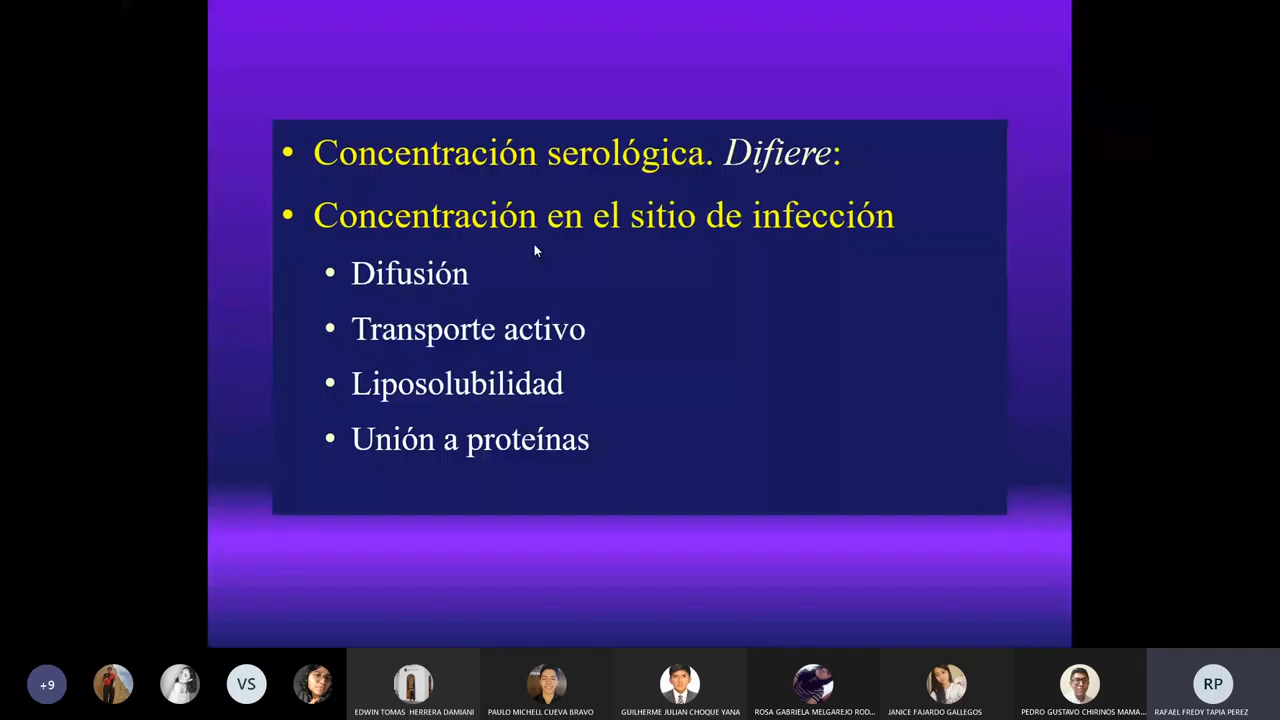 • Concentración serológica. Difiere:
• Concentración en el sitio de infección
• Difusión
• Transporte activo
• Liposolubilidad
• Unión a proteínas
+9
VS
RP
EDWIN TOMAS HERRERA DAMIANI
PAULO MICHELL CUEVA BRAVO
GUILHERME JULIAN CHOQUE YANA
ROSA GABRIELA MELGAREJO ROD...
JANICE FAJARDO GALLEGOS
PEDRO GUSTAVO CHIRINOS MAMA...
RAFAEL FREDY TAPIA PEREZ